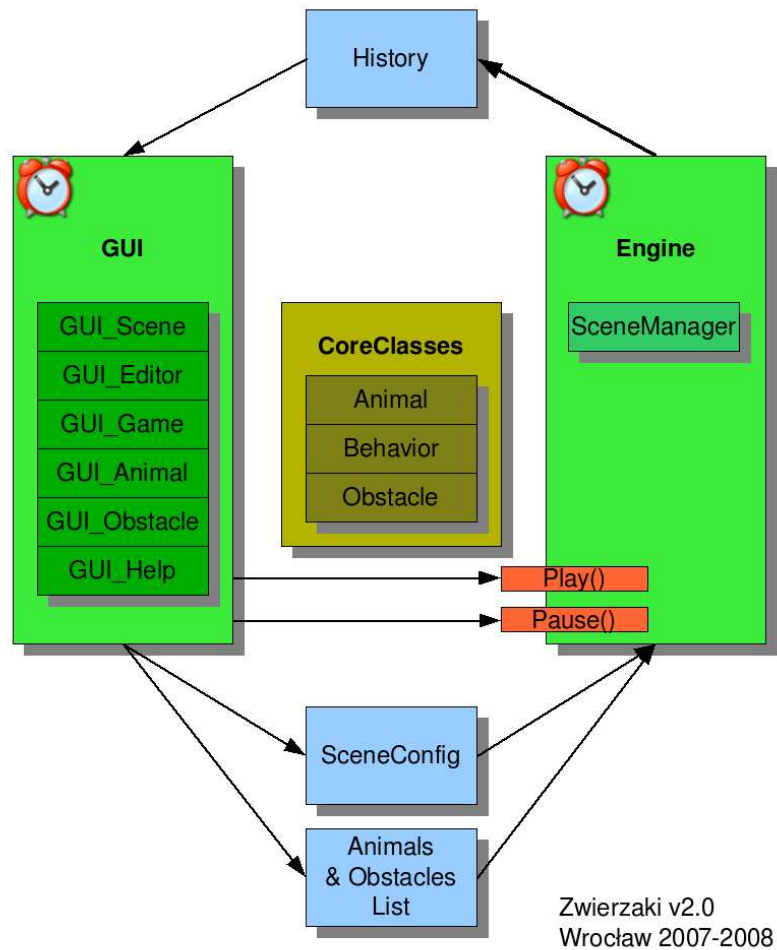 History
GUI
GUI_Scene
GUI_Editor
GUI_Game
GUI_Animal
GUI_Obstacle
GUI_Help
CoreClasses
Animal
Behavior
Obstacle
Engine
SceneManager
Play()
Pause()
SceneConfig
Animals
& Obstacles
List
Zwierzaki v2.0
Wrocław 2007-2008